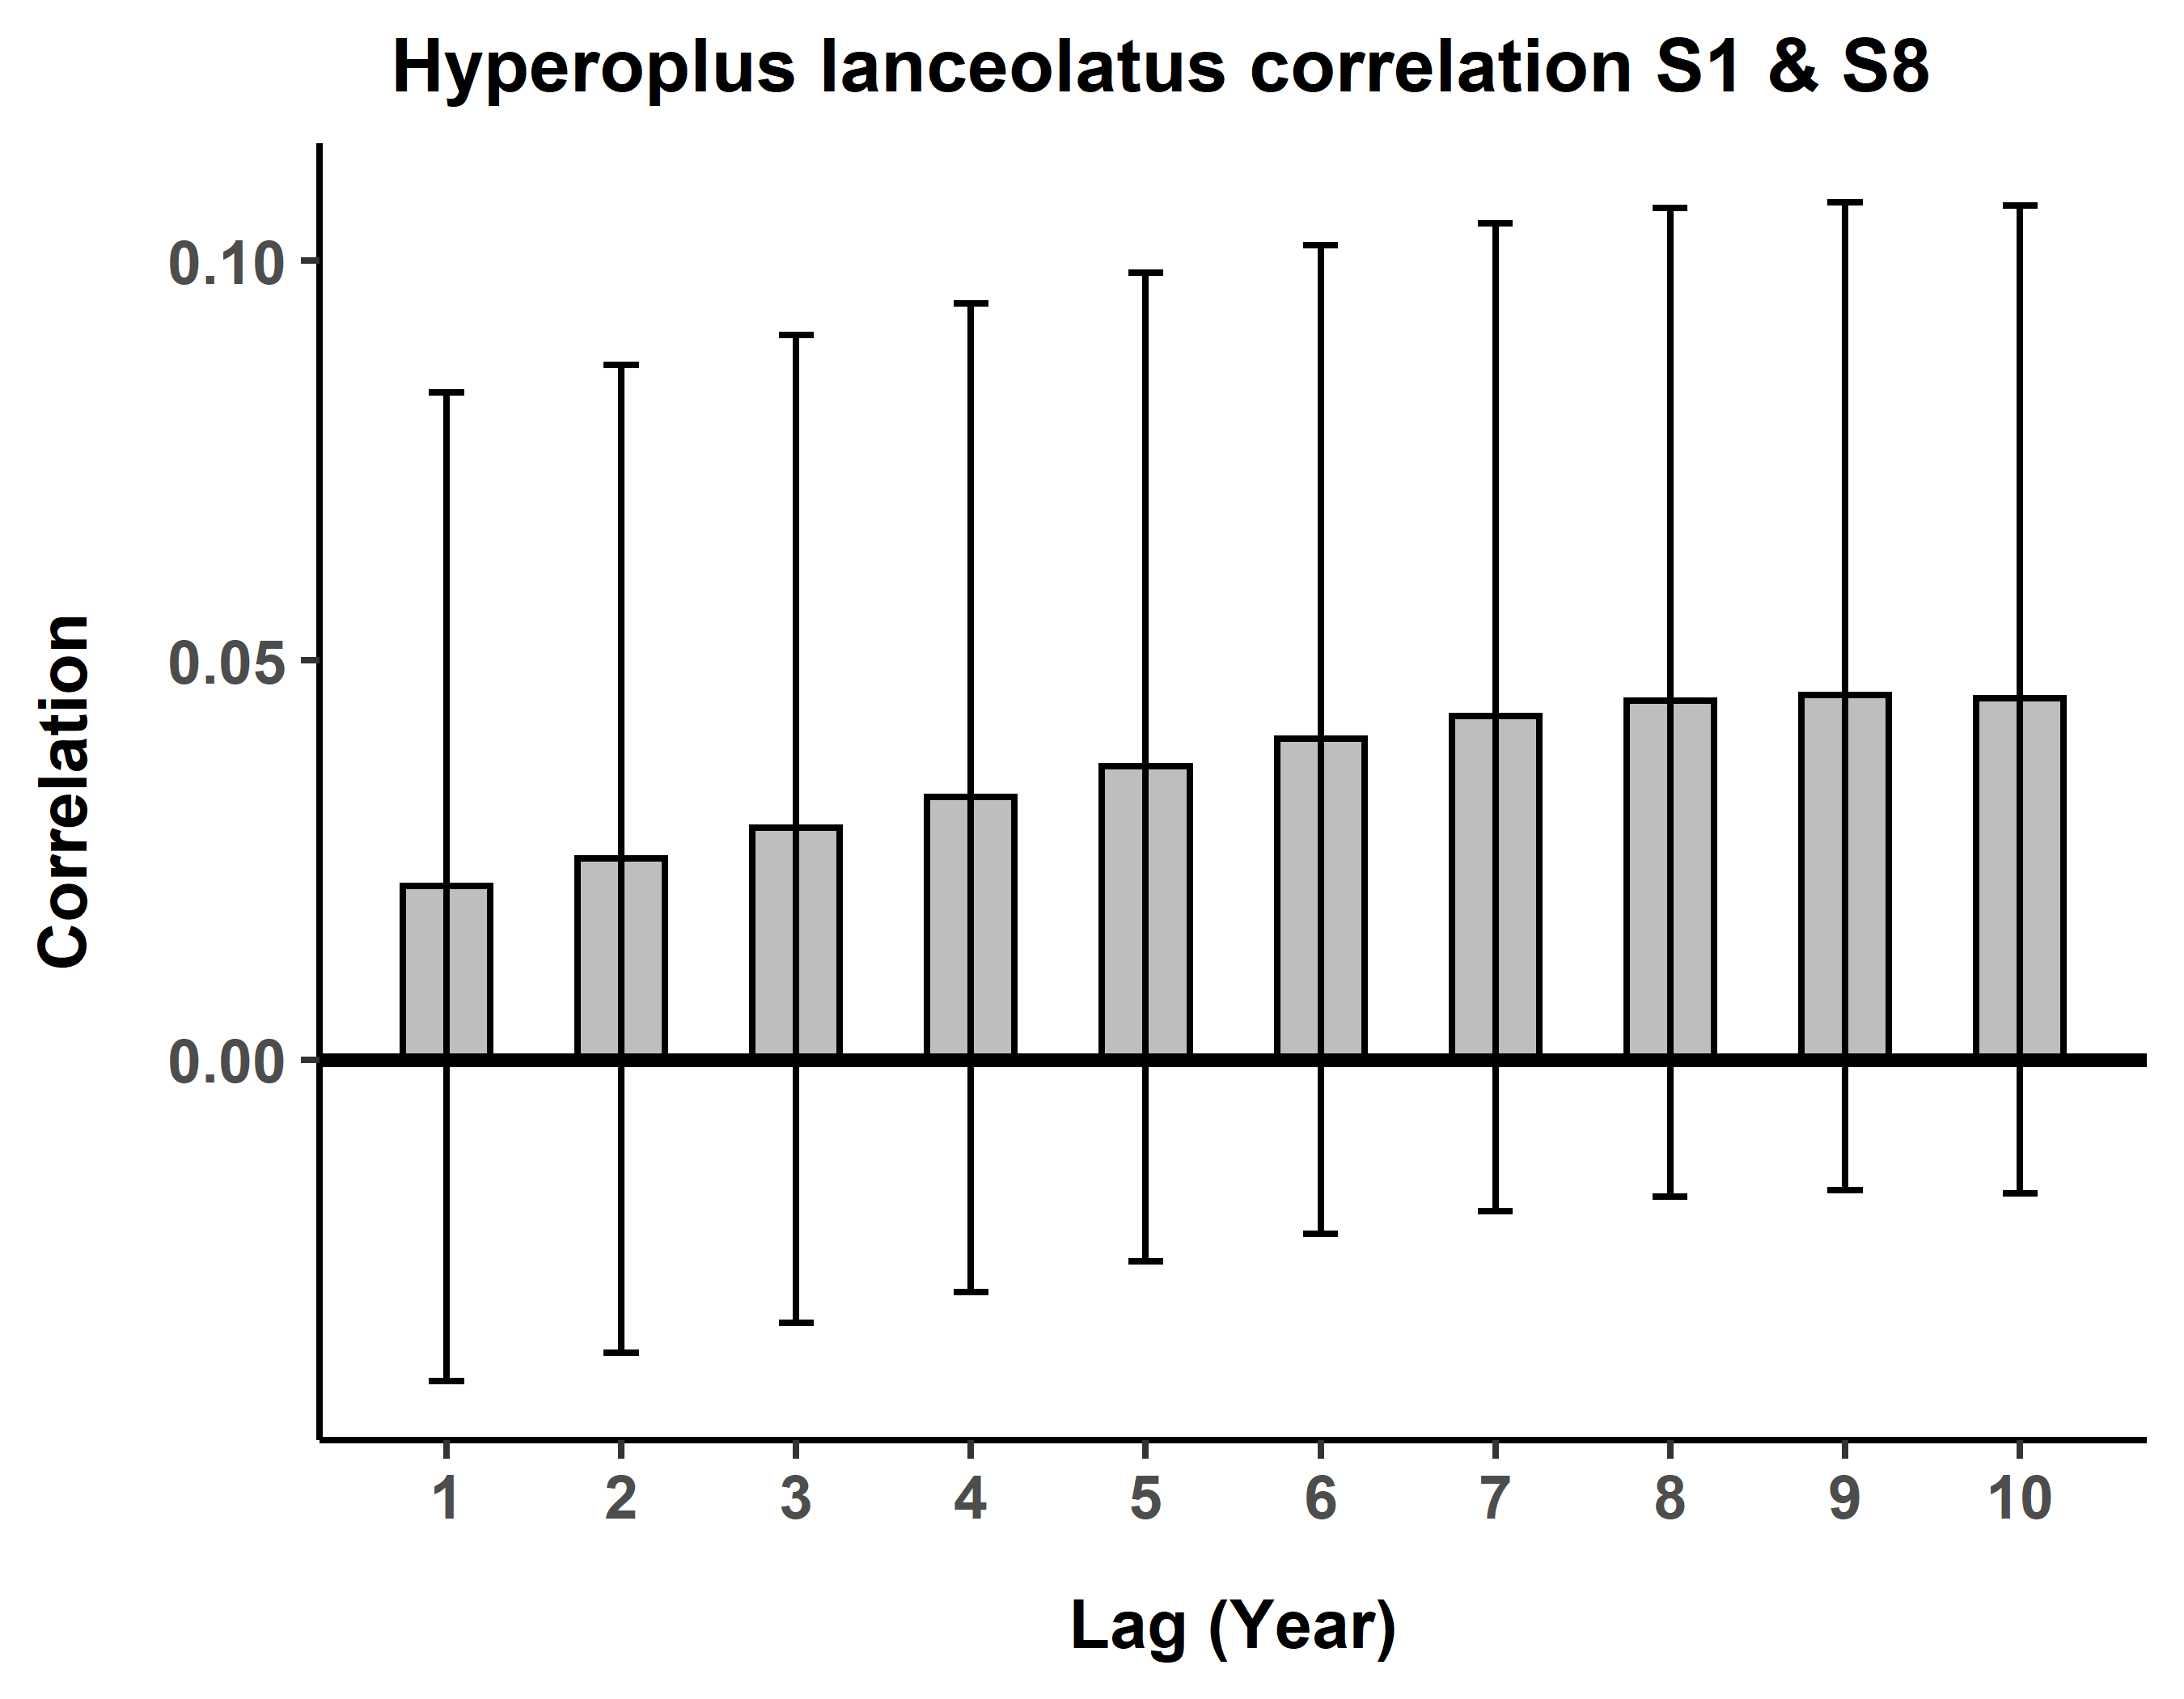 Hyperoplus lanceolatus correlation S1 & S8
Correlation
0.10
0.05
0.00
1 2 3 4 5 6 7 8 9 10
Lag (Year)